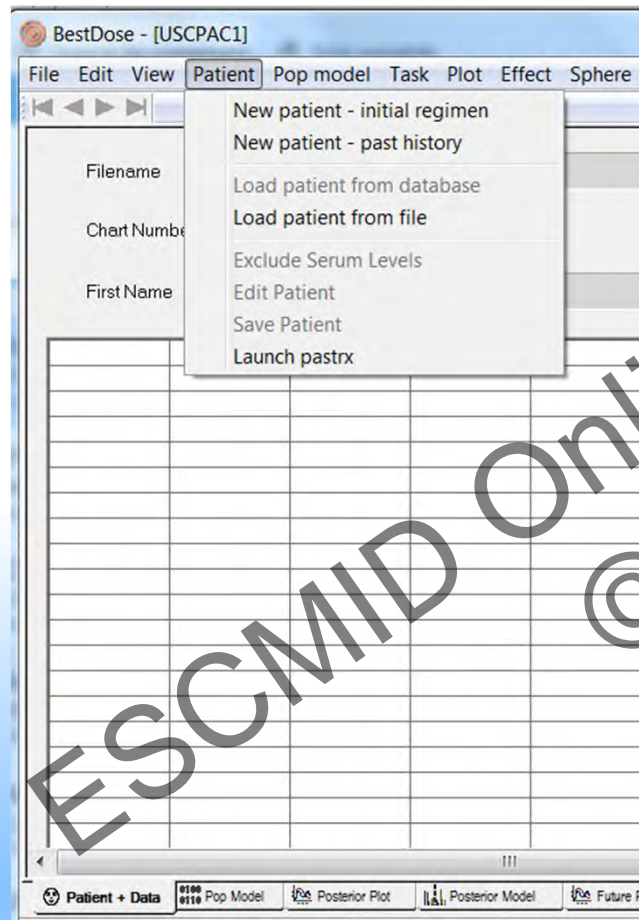 BestDose - [USCPAC1]
File Edit View Patient Pop model Task Plot Effect Sphere
New patient - initial regimen
New patient - past history
Filename
Load patient from database
Load patient from file
Chart Numbe
Exclude Serum Levels
First Name
Edit Patient
Save Patient
Launch pastrx
ESCMID Onli
©
Patient + Data Pop Model Posterior Plot Posterior Model Future P